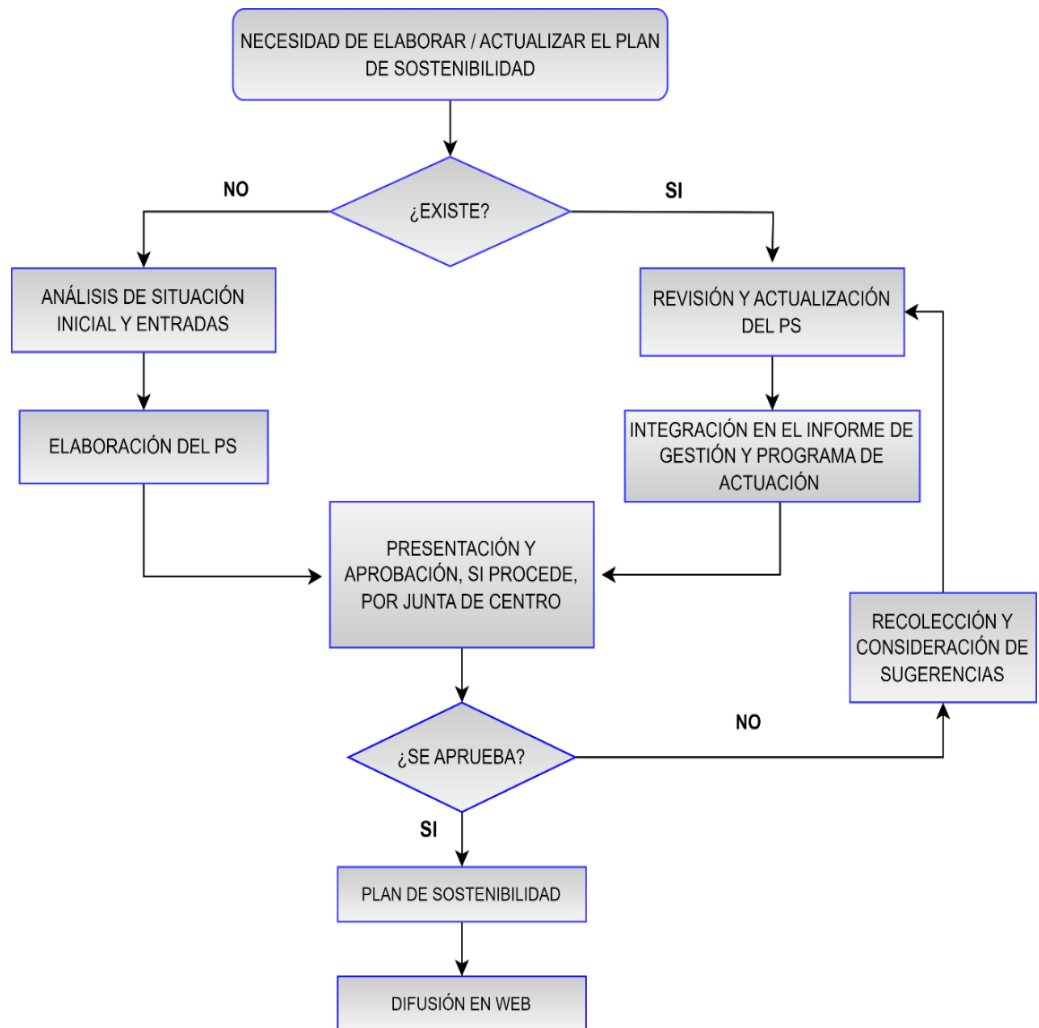 NECESIDAD DE ELABORAR / ACTUALIZAR EL PLAN
DE SOSTENIBILIDAD
NO
SI
¿EXISTE?
ANÁLISIS DE SITUACIÓN
INICIAL Y ENTRADAS
REVISIÓN Y ACTUALIZACIÓN
DEL PS
ELABORACIÓN DEL PS
INTEGRACIÓN EN EL INFORME DE
GESTIÓN Y PROGRAMA DE
ACTUACIÓN
PRESENTACIÓN Y
APROBACIÓN, SI PROCEDE,
POR JUNTA DE CENTRO
RECOLECCIÓN Y
CONSIDERACIÓN DE
SUGERENCIAS
NO
¿SE APRUEBA?
SI
PLAN DE SOSTENIBILIDAD
DIFUSIÓN EN WEB